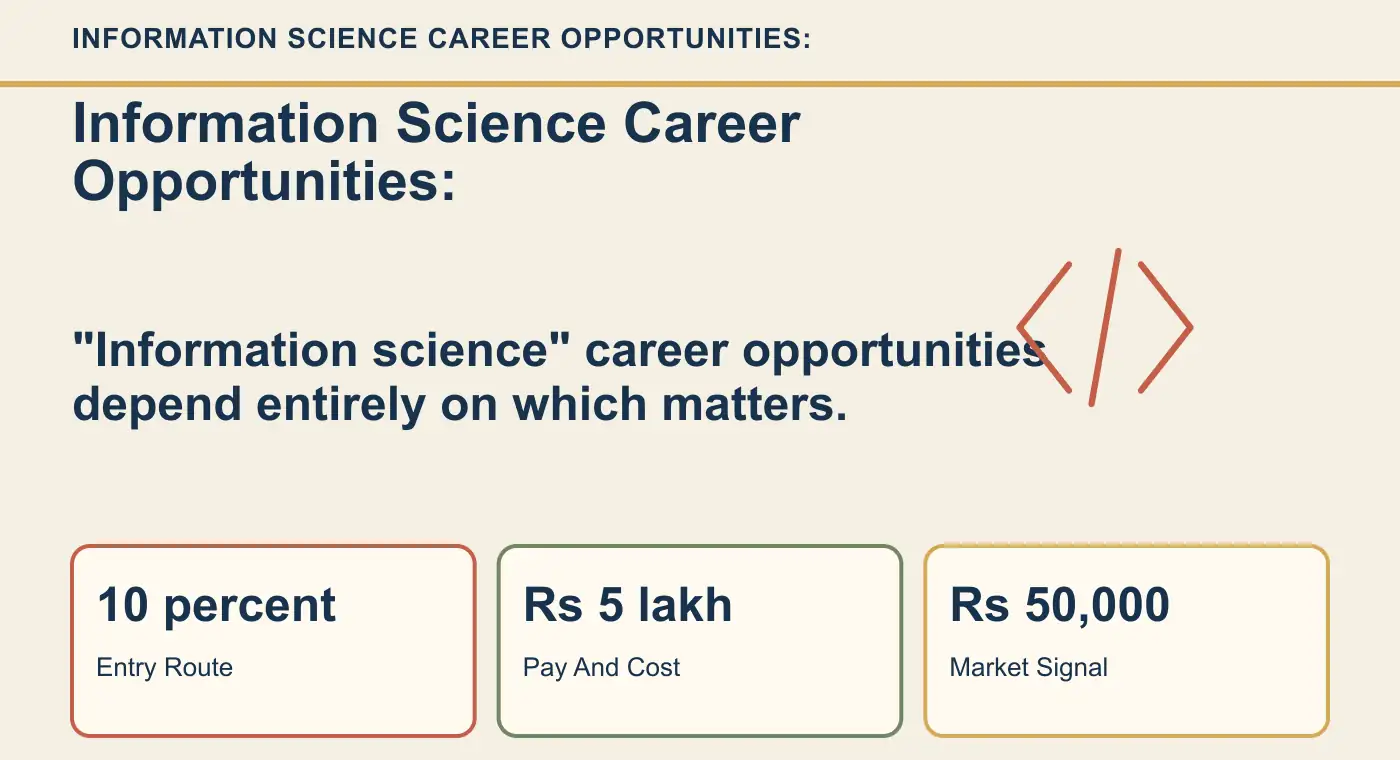 INFORMATION SCIENCE CAREER OPPORTUNITIES:
Information Science Career
Opportunities:
"Information science" career opportunities
depend entirely on which matters.
10 percent
Entry Route
Rs 5 lakh
Pay And Cost
Rs 50,000
Market Signal